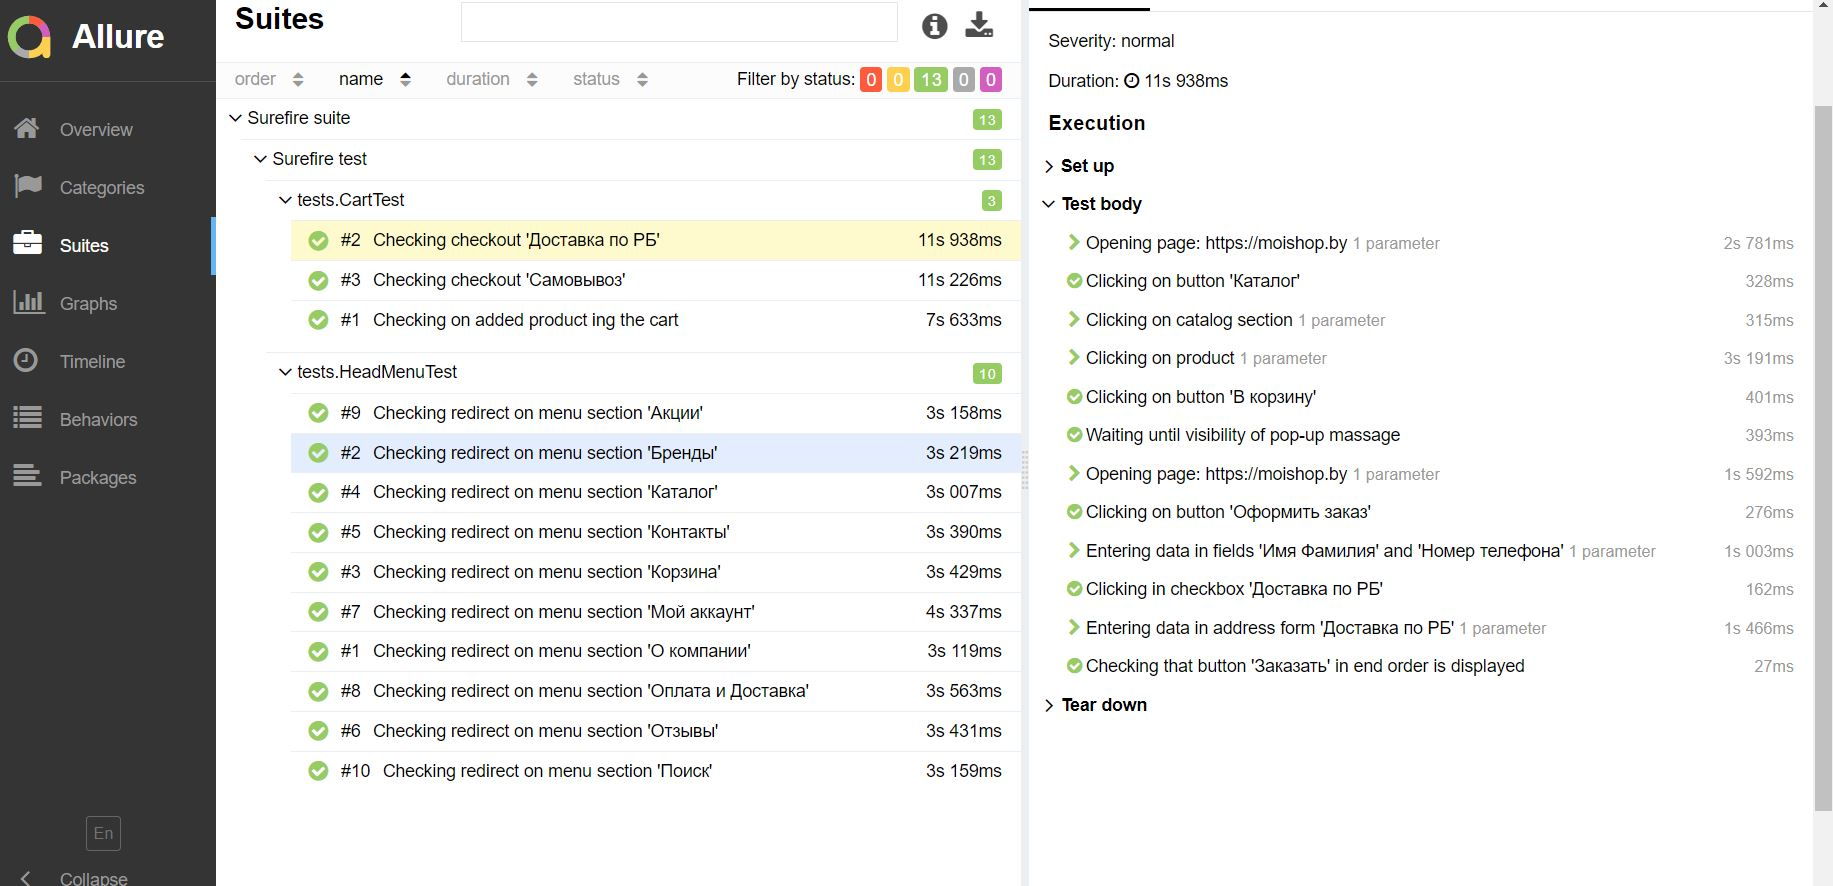 Allure
Overview
Categories
Suites
Graphs
Timeline
Behaviors
Packages
En
Collapse
Suites
order name duration status Filter by status: 0 0 13 0 0
Surefire suite 13
Surefire test 13
tests.CartTest 3
#2 Checking checkout 'Доставка по РБ' 11s 938ms
#3 Checking checkout 'Самовывоз' 11s 226ms
#1 Checking on added product ing the cart 7s 633ms
tests.HeadMenuTest 10
#9 Checking redirect on menu section 'Акции' 3s 158ms
#2 Checking redirect on menu section 'Бренды' 3s 219ms
#4 Checking redirect on menu section 'Каталог' 3s 007ms
#5 Checking redirect on menu section 'Контакты' 3s 390ms
#3 Checking redirect on menu section 'Корзина' 3s 429ms
#7 Checking redirect on menu section 'Мой аккаунт' 4s 337ms
#1 Checking redirect on menu section 'О компании' 3s 119ms
#8 Checking redirect on menu section 'Оплата и Доставка' 3s 563ms
#6 Checking redirect on menu section 'Отзывы' 3s 431ms
#10 Checking redirect on menu section 'Поиск' 3s 159ms
Severity: normal
Duration: 11s 938ms
Execution
Set up
Test body
Opening page: https://moishop.by 1 parameter 2s 781ms
Clicking on button 'Каталог' 328ms
Clicking on catalog section 1 parameter 315ms
Clicking on product 1 parameter 3s 191ms
Clicking on button 'В корзину' 401ms
Waiting until visibility of pop-up massage 393ms
Opening page: https://moishop.by 1 parameter 1s 592ms
Clicking on button 'Оформить заказ' 276ms
Entering data in fields 'Имя Фамилия' and 'Номер телефона' 1 parameter 1s 003ms
Clicking in checkbox 'Доставка по РБ' 162ms
Entering data in address form 'Доставка по РБ' 1 parameter 1s 466ms
Checking that button 'Заказать' in end order is displayed 27ms
Tear down